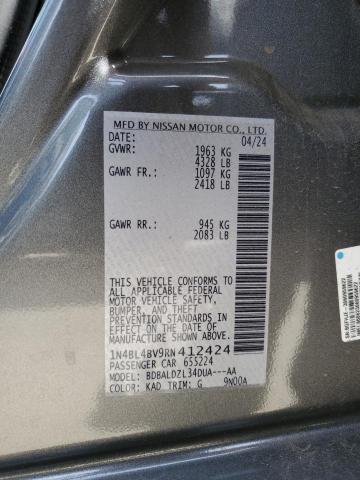 MFD BY NISSAN MOTOR CO., LTD.
DATE: 04/24
GVWR: 1963 KG
4328 LB
GAWR FR.: 1097 KG
2418 LB
GAWR RR.: 945 KG
2083 LB
THIS VEHICLE CONFORMS TO
ALL APPLICABLE FEDERAL
MOTOR VEHICLE SAFETY,
BUMPER, AND THEFT PRE-
VENTION STANDARDS IN
EFFECT ON THE DATE OF
MANUFACTURE SHOWN ABOVE.
1N4BL4BV9RN412424
PASSENGER CAR 655224
MODEL: BDBALDZL34DUA---AA
COLOR: KAD TRIM: G 9N00A